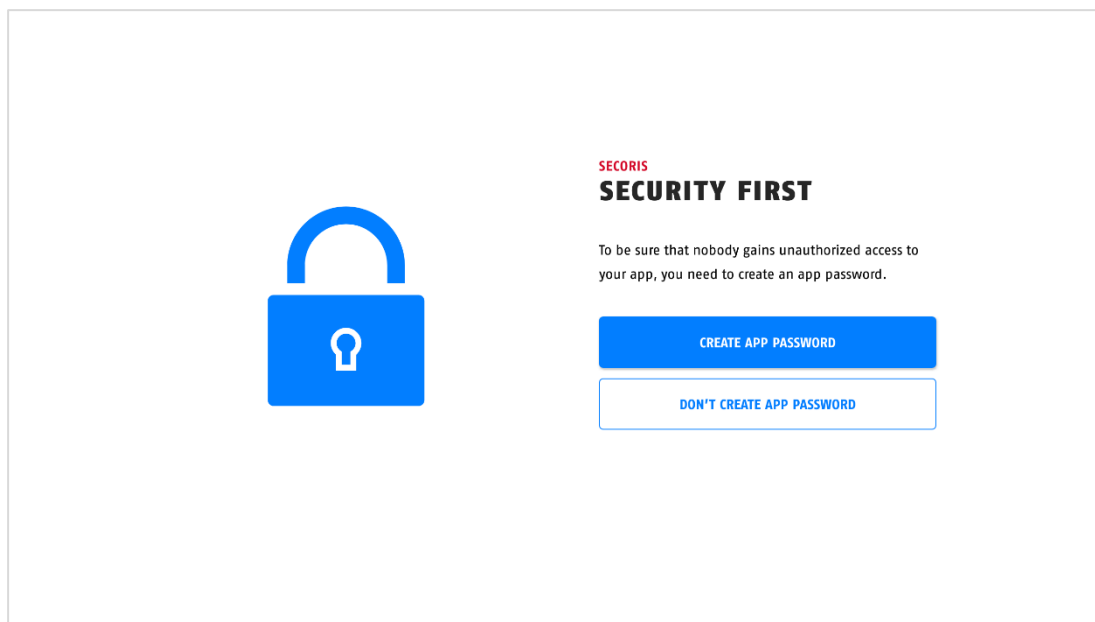 SECORIS
SECURITY FIRST
To be sure that nobody gains unauthorized access to
your app, you need to create an app password.
CREATE APP PASSWORD
DON'T CREATE APP PASSWORD